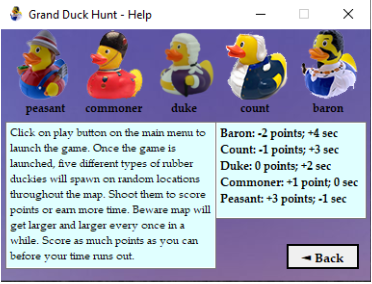 Grand Duck Hunt - Help
peasant commoner duke count baron
Click on play button on the main menu to
launch the game. Once the game is
launched, five different types of rubber
duckies will spawn on random locations
throughout the map. Shoot them to score
points or earn more time. Beware map will
get larger and larger every once in a
while. Score as much points as you can
before your time runs out.
Baron: -2 points; +4 sec
Count: -1 points; +3 sec
Duke: 0 points; +2 sec
Commoner: +1 point; 0 sec
Peasant: +3 points; -1 sec
◄ Back